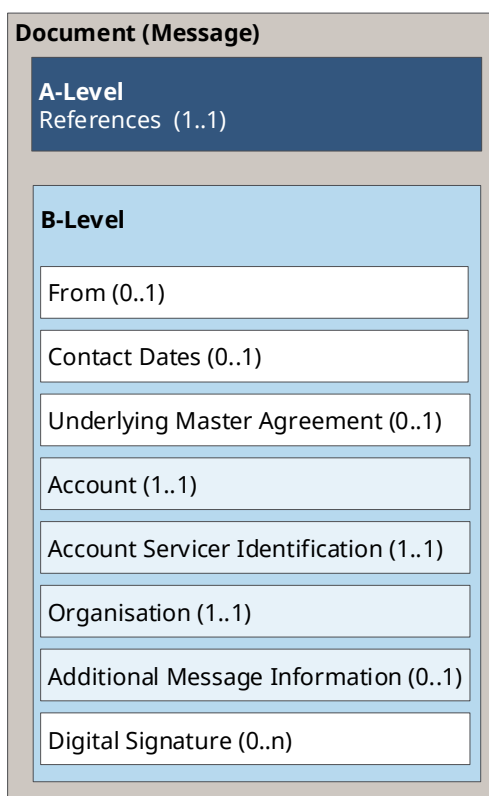 Document (Message)
A-Level
References (1..1)
B-Level
From (0..1)
Contact Dates (0..1)
Underlying Master Agreement (0..1)
Account (1..1)
Account Servicer Identification (1..1)
Organisation (1..1)
Additional Message Information (0..1)
Digital Signature (0..n)